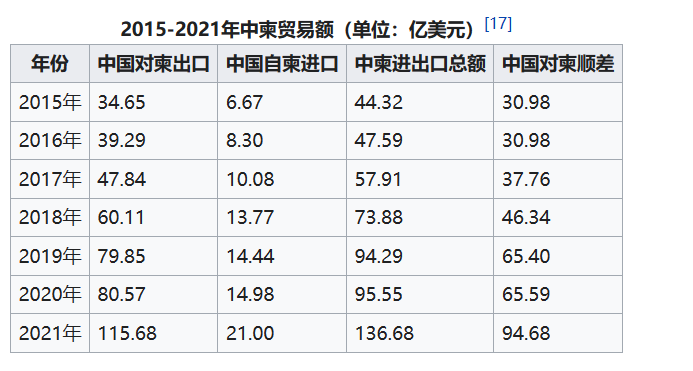 2015-2021年中柬贸易额（单位：亿美元）[17]
年份 中国对柬出口 中国自柬进口 中柬进出口总额 中国对柬顺差
2015年 34.65 6.67 44.32 30.98
2016年 39.29 8.30 47.59 30.98
2017年 47.84 10.08 57.91 37.76
2018年 60.11 13.77 73.88 46.34
2019年 79.85 14.44 94.29 65.40
2020年 80.57 14.98 95.55 65.59
2021年 115.68 21.00 136.68 94.68